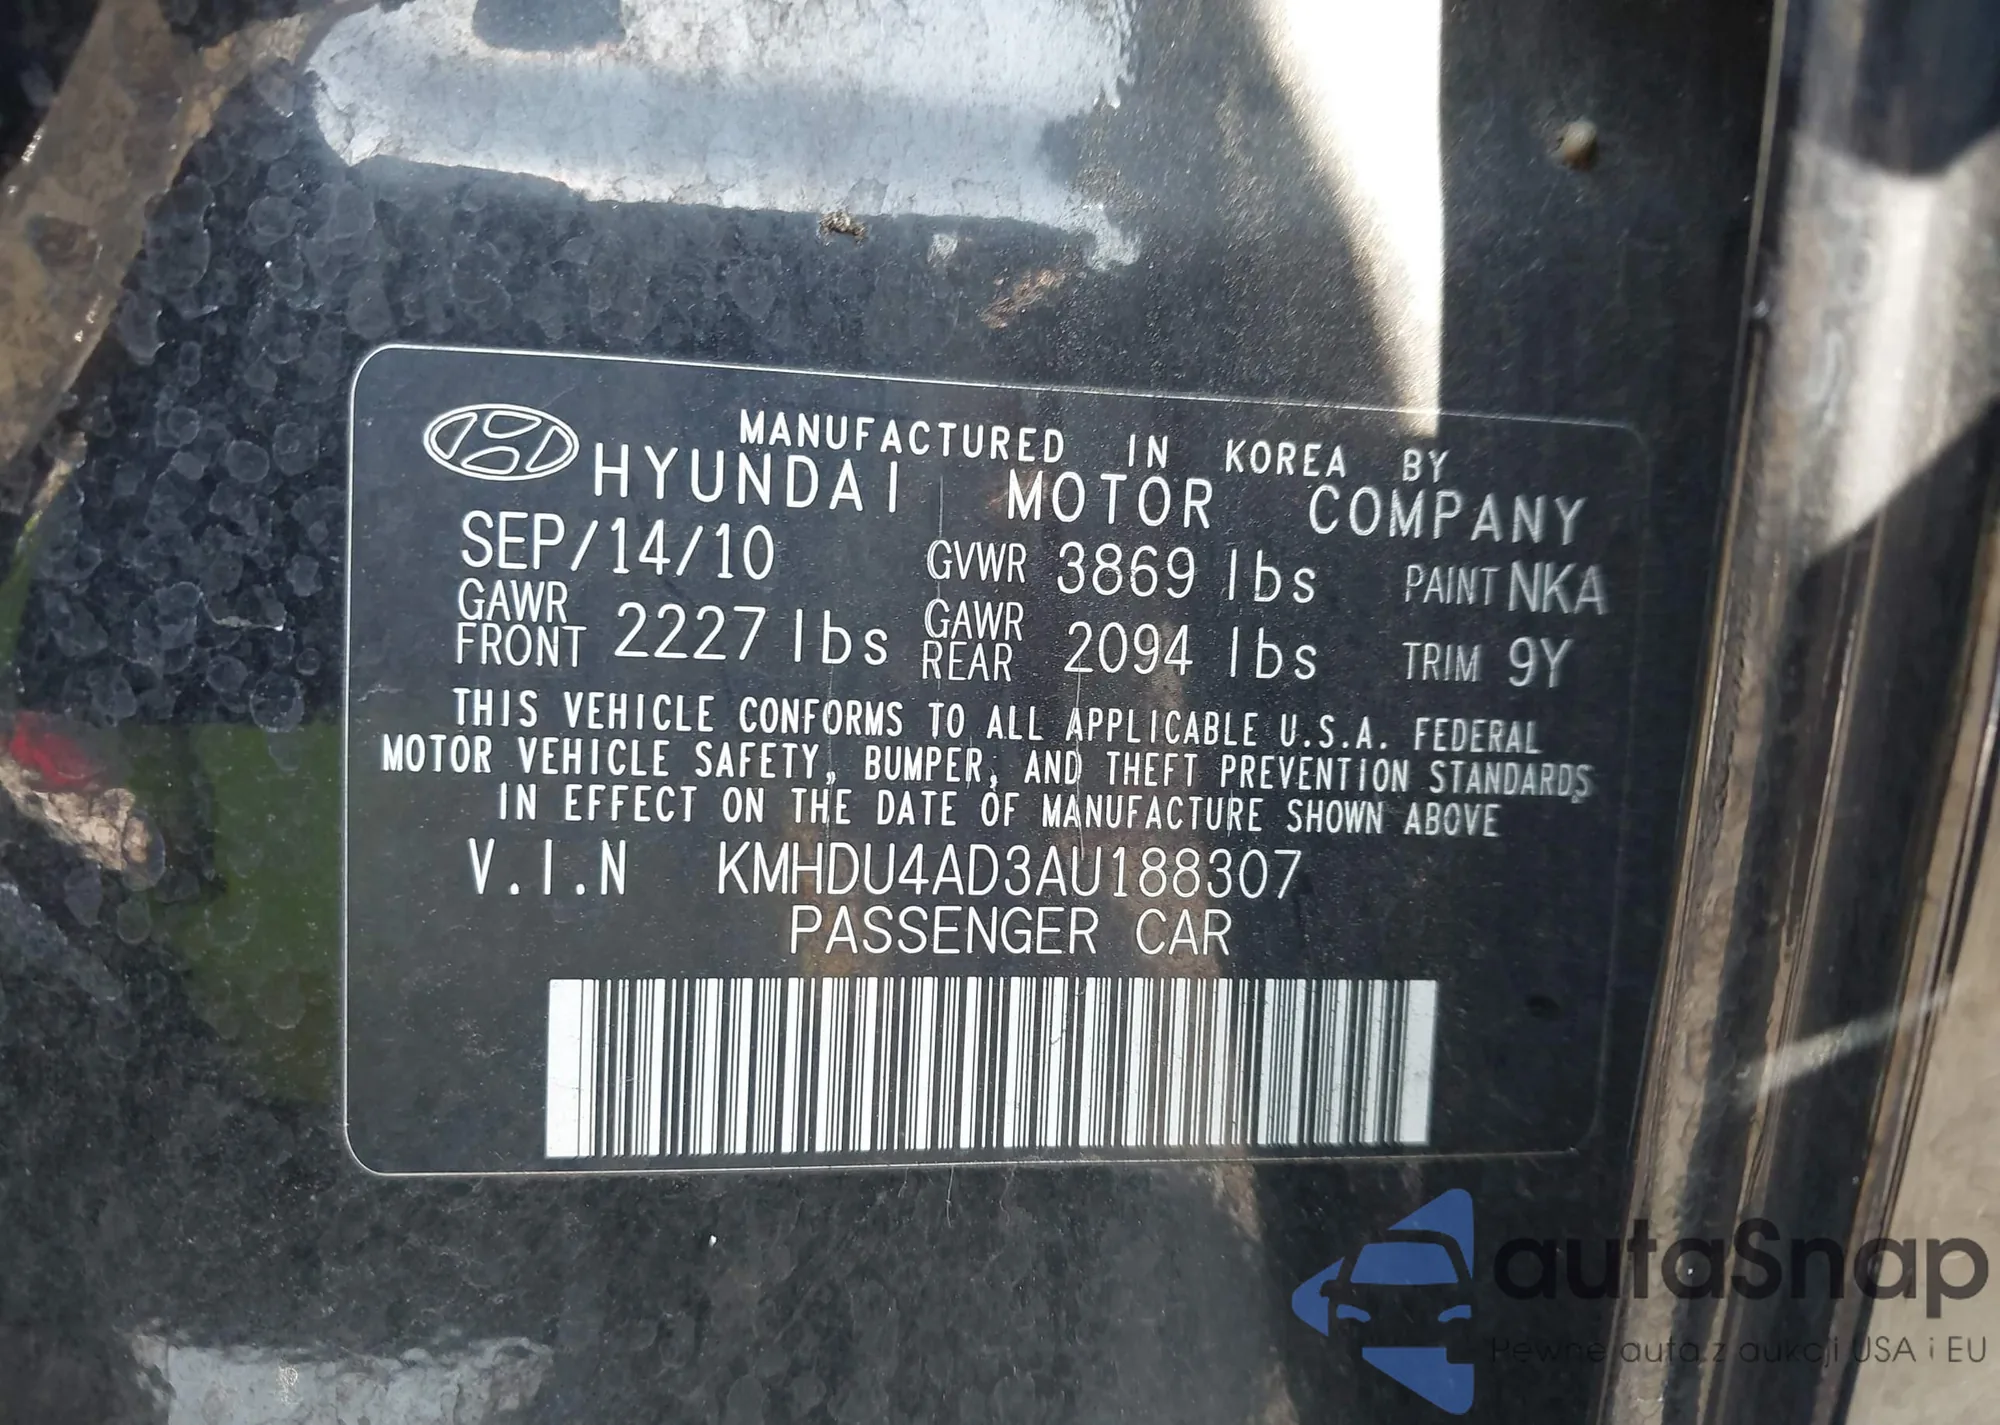 MANUFACTURED IN KOREA BY
HYUNDAI MOTOR COMPANY
SEP/14/10 GVWR 3869 lbs PAINT NKA
GAWR FRONT 2227 lbs GAWR REAR 2094 lbs TRIM 9Y
THIS VEHICLE CONFORMS TO ALL APPLICABLE U.S.A. FEDERAL
MOTOR VEHICLE SAFETY, BUMPER, AND THEFT PREVENTION STANDARDS
IN EFFECT ON THE DATE OF MANUFACTURE SHOWN ABOVE
V.I.N KMHDU4AD3AU188307
PASSENGER CAR
autaSnap
Pewne auta z aukcji USA i EU